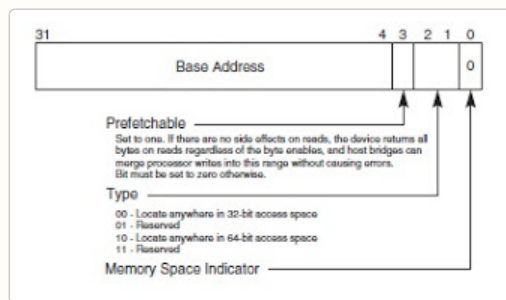 31 4 3 2 1 0
Base Address 0
Prefetchable
Set to one. If there are no side effects on reads, the device returns all
bytes on reads regardless of the byte enables, and host bridges can
merge processor writes into this range without causing errors.
Bit must be set to zero otherwise.
Type
00 - Locate anywhere in 32-bit access space
01 - Reserved
10 - Locate anywhere in 64-bit access space
11 - Reserved
Memory Space Indicator